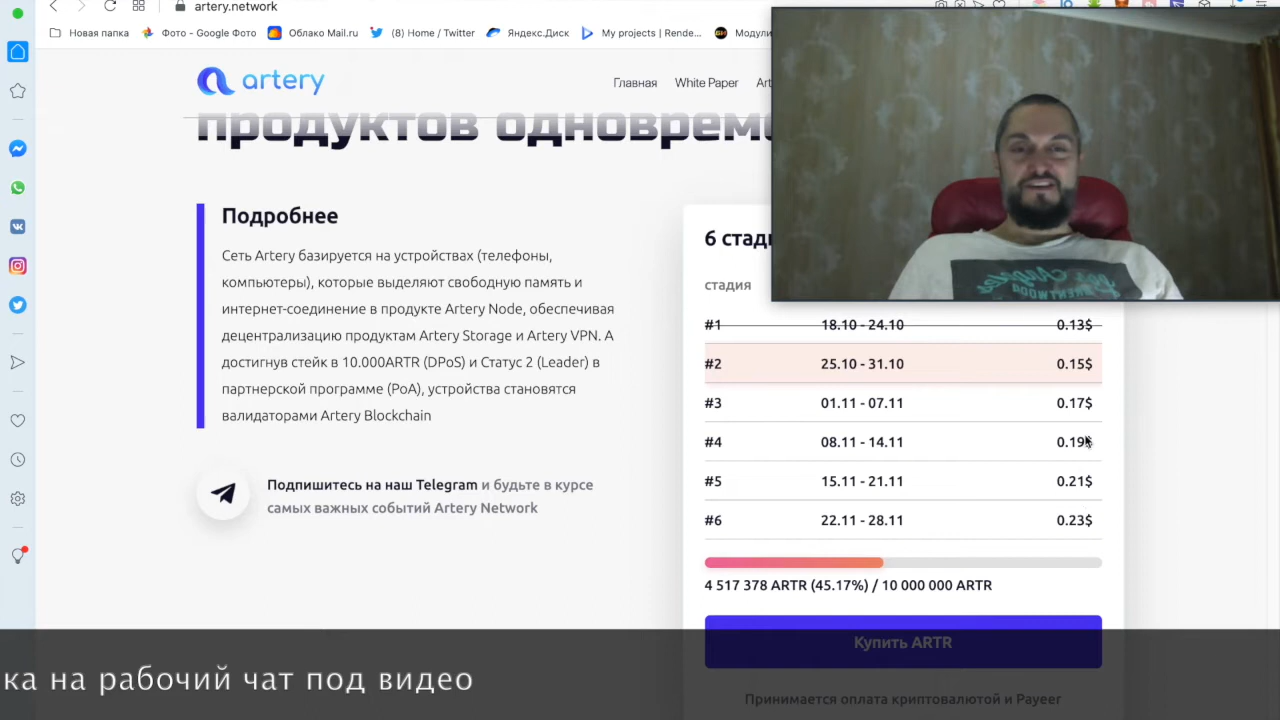 artery.network
Новая папка
Фото - Google Фото
Облако Mail.ru
(8) Home / Twitter
Яндекс.Диск
My projects | Rende...
artery
Главная
White Paper
продуктов
Подробнее
Сеть Artery базируется на устройствах (телефоны,
компьютеры), которые выделяют свободную память и
интернет-соединение в продукте Artery Node, обеспечивая
децентрализацию продуктам Artery Storage и Artery VPN. А
достигнув стейк в 10.000ARTR (DPoS) и Статус 2 (Leader) в
партнерской программе (PoA), устройства становятся
валидаторами Artery Blockchain
Подпишитесь на наш Telegram и будьте в курсе
самых важных событий Artery Network
стадия
#1 18.10 - 24.10 0.13$
#2 25.10 - 31.10 0.15$
#3 01.11 - 07.11 0.17$
#4 08.11 - 14.11 0.19$
#5 15.11 - 21.11 0.21$
#6 22.11 - 28.11 0.23$
4 517 378 ARTR (45.17%) / 10 000 000 ARTR
Купить ARTR
Принимается оплата криптовалютой и Payeer
ка на рабочий чат под видео